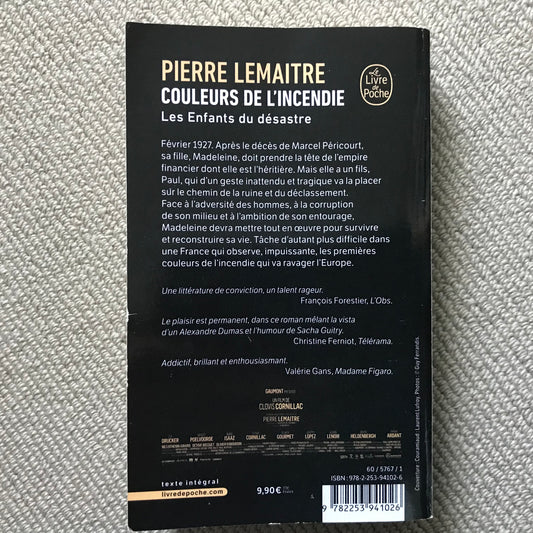 PIERRE LEMAITRE
COULEURS DE L'INCENDIE
Les Enfants du désastre
Le
Livre
de
Poche
Février 1927. Après le décès de Marcel Péricourt,
sa fille, Madeleine, doit prendre la tête de l'empire
financier dont elle est l'héritière. Mais elle a un fils,
Paul, qui d'un geste inattendu et tragique va la placer
sur le chemin de la ruine et du déclassement.
Face à l'adversité des hommes, à la corruption
de son milieu et à l'ambition de son entourage,
Madeleine devra mettre tout en œuvre pour survivre
et reconstruire sa vie. Tâche d'autant plus difficile dans
une France qui observe, impuissante, les premières
couleurs de l'incendie qui va ravager l'Europe.
Une littérature de conviction, un talent rageur.
François Forestier, L'Obs.
Le plaisir est permanent, dans ce roman mêlant la vista
d'un Alexandre Dumas et l'humour de Sacha Guitry.
Christine Ferniot, Télérama.
Addictif, brillant et enthousiasmant.
Valérie Gans, Madame Figaro.
GAUMONT
UN FILM DE
CLOVIS CORNILLAC
PIERRE LEMAITRE
DRUCKER POELVOORDE ISAAZ CORNILLAC GOURMET LÓPEZ LENOIR HELDENBERGH ARDANT
texte intégral
livredepoche.com
9,90 €
60 / 5767 / 1
ISBN : 978-2-253-94102-6
9 782253 941026
Couverture : Couramiaud : Laurent Lufroy. Photos : © Guy Ferrandis.